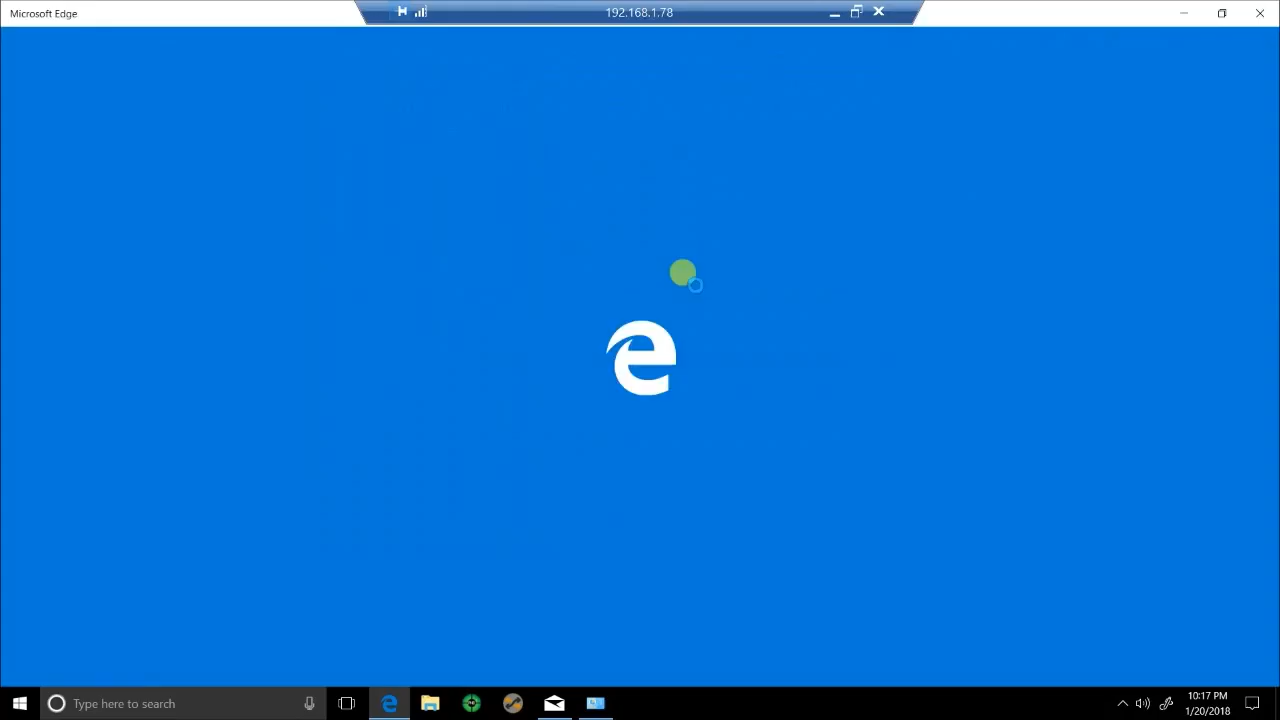 Microsoft Edge
192.168.1.78
Type here to search
10:17 PM
1/20/2018